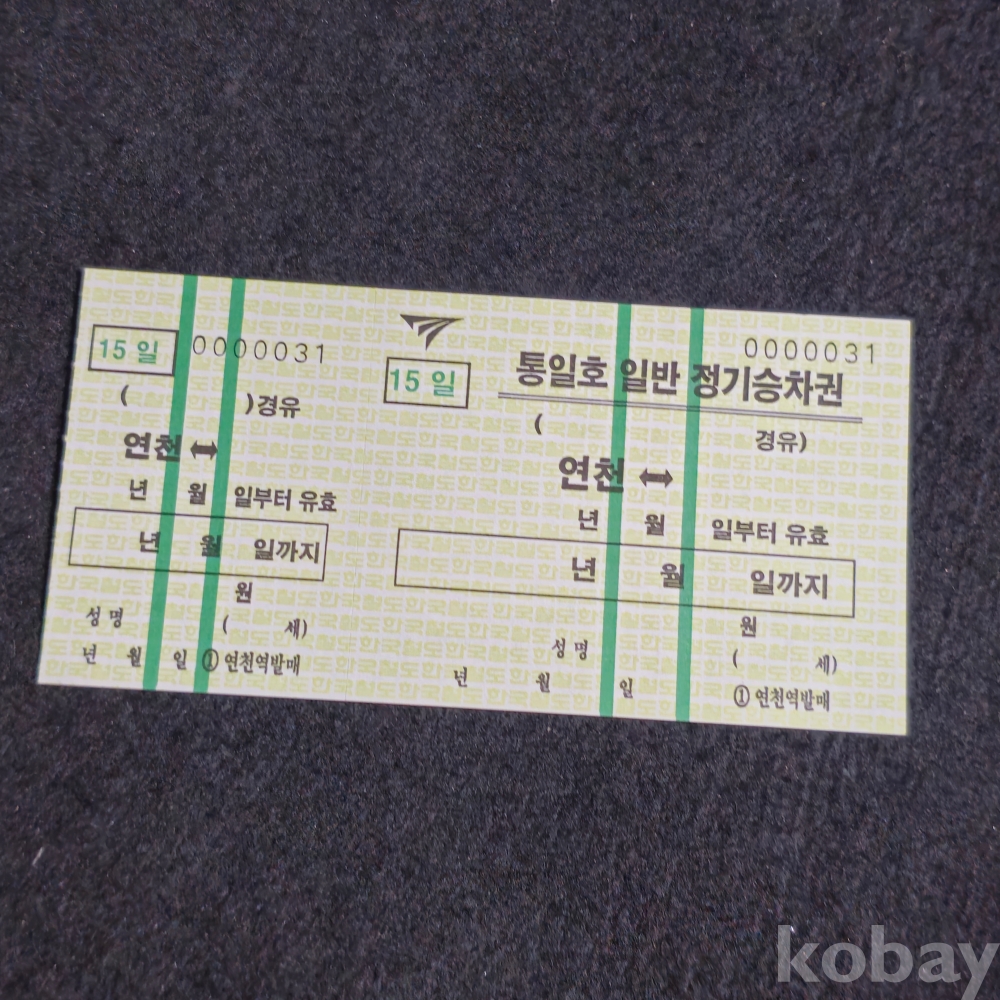 15 일 0000031
( )경유
연천 ↔
년 월 일부터 유효
년 월 일까지
원
성 명 ( 세)
년 월 일 ① 연천역발매
0000031
15 일 통일호 일반 정기승차권
( 경유)
연천 ↔
년 월 일부터 유효
년 월 일까지
원
성 명 ( 세)
년 월 일 ① 연천역발매
kobay